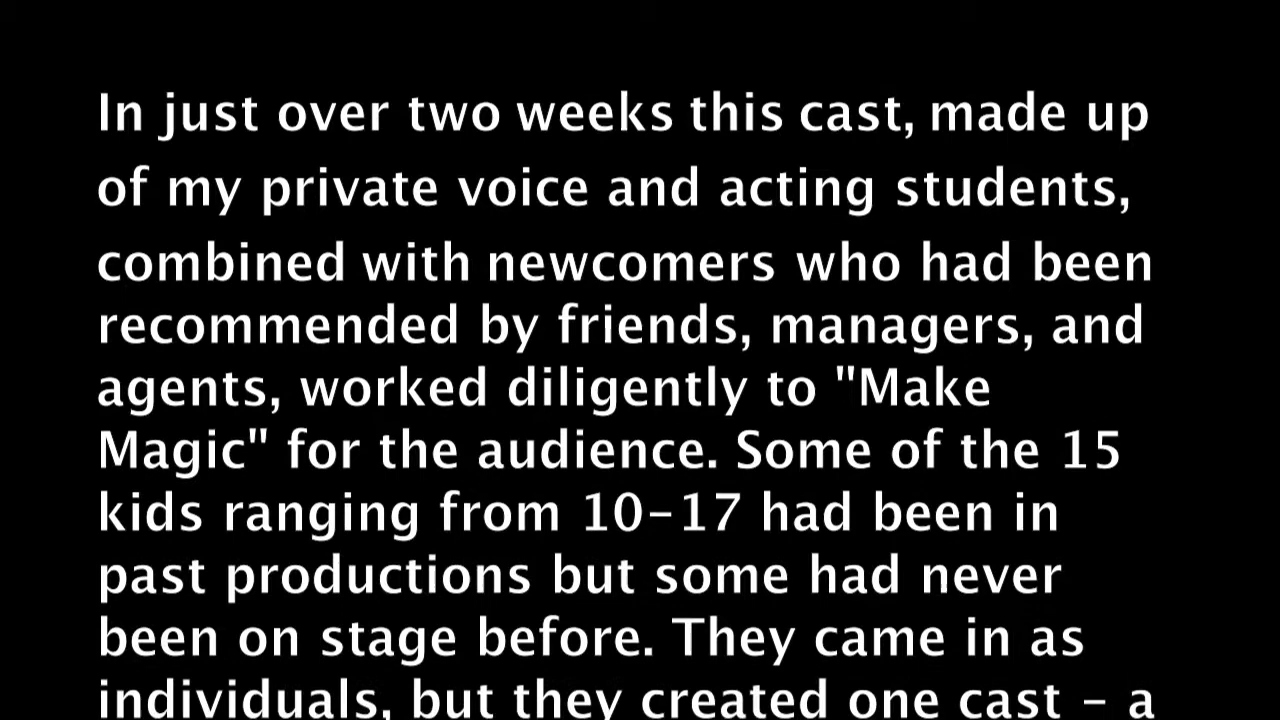 In just over two weeks this cast, made up
of my private voice and acting students,
combined with newcomers who had been
recommended by friends, managers, and
agents, worked diligently to "Make
Magic" for the audience. Some of the 15
kids ranging from 10-17 had been in
past productions but some had never
been on stage before. They came in as
individuals, but they created one cast - a